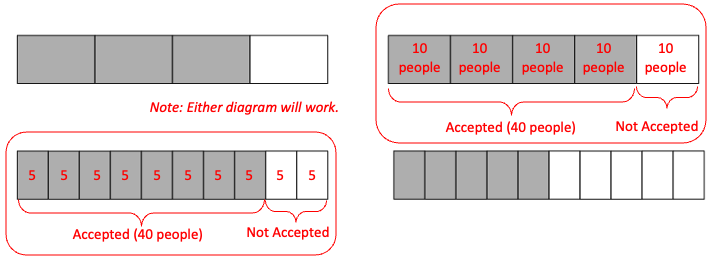 10 people 10 people 10 people 10 people 10 people
Accepted (40 people)
Not Accepted
Note: Either diagram will work.
5 5 5 5 5 5 5 5 5 5
Accepted (40 people)
Not Accepted